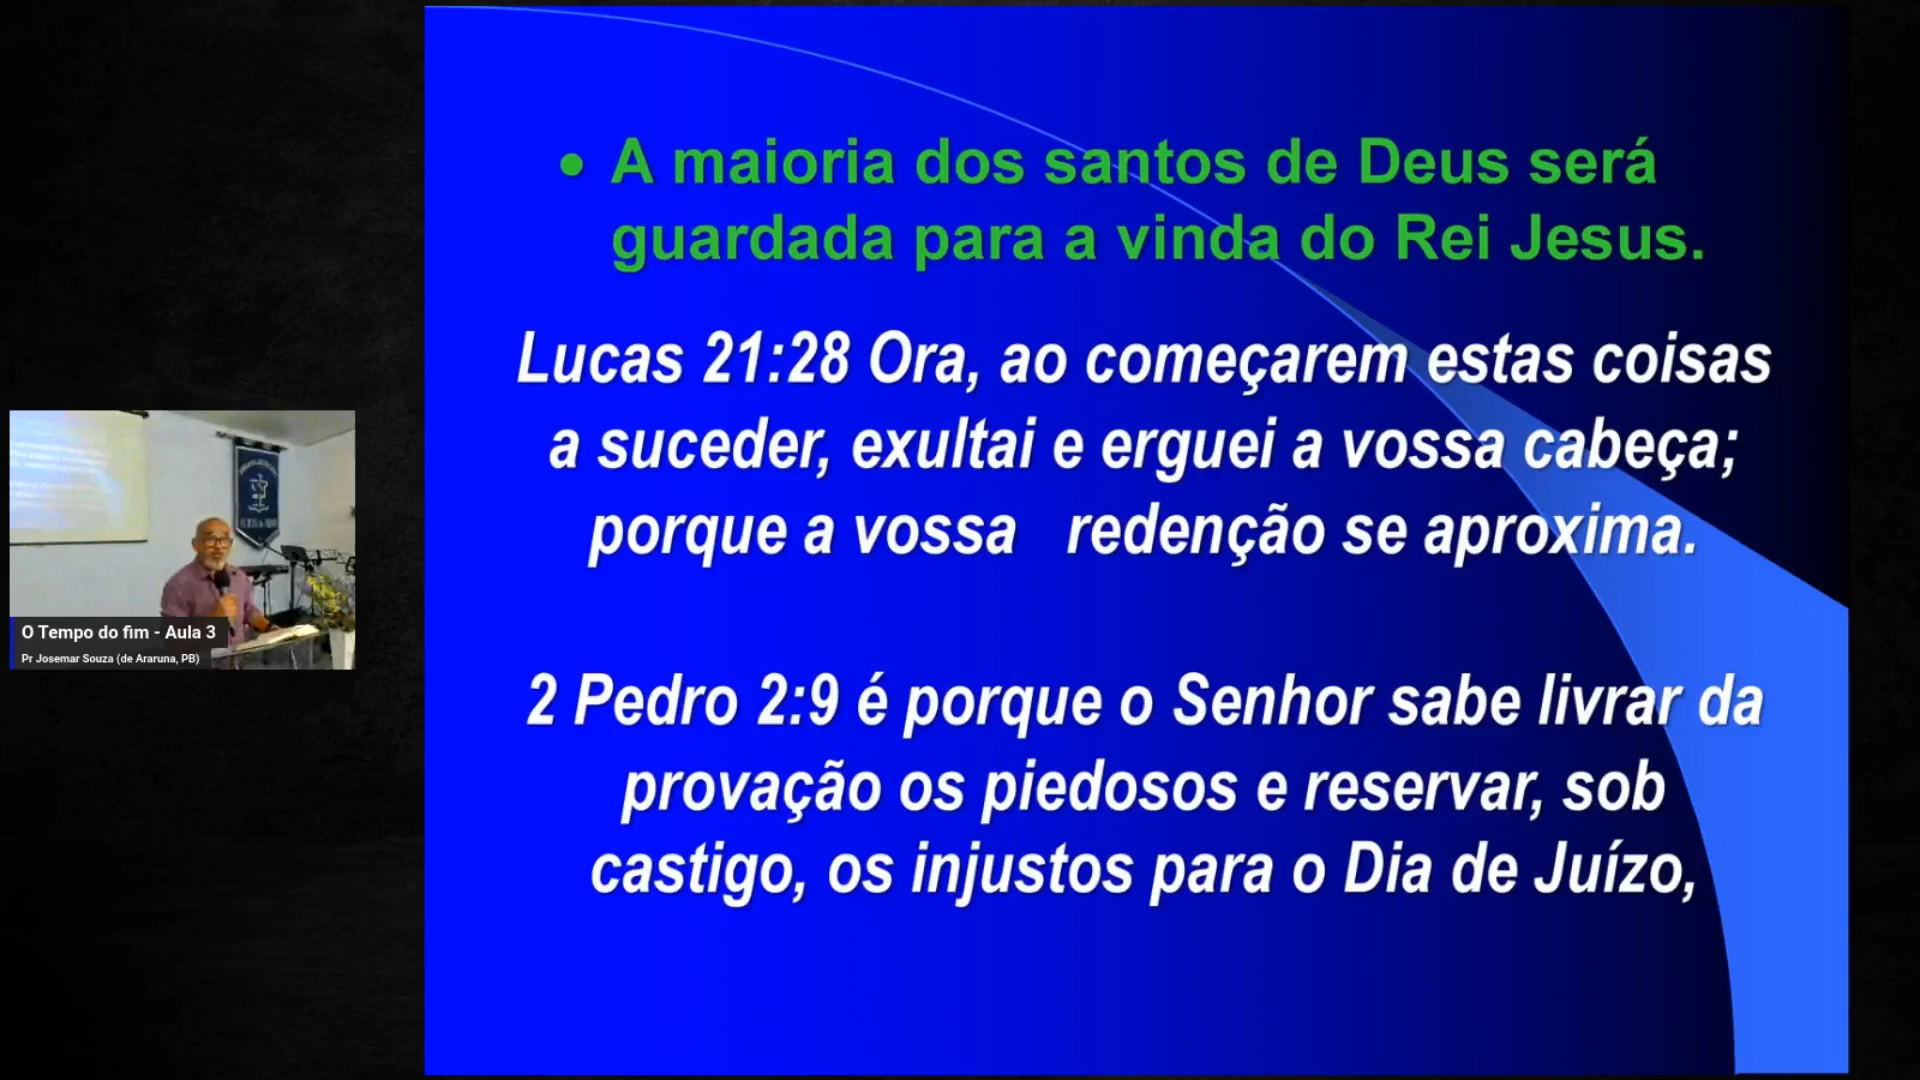 • A maioria dos santos de Deus será
guardada para a vinda do Rei Jesus.
Lucas 21:28 Ora, ao começarem estas coisas
a suceder, exultai e erguei a vossa cabeça;
porque a vossa redenção se aproxima.
2 Pedro 2:9 é porque o Senhor sabe livrar da
provação os piedosos e reservar, sob
castigo, os injustos para o Dia de Juízo,
O Tempo do fim - Aula 3
Pr Josemar Souza (de Araruna, PB)